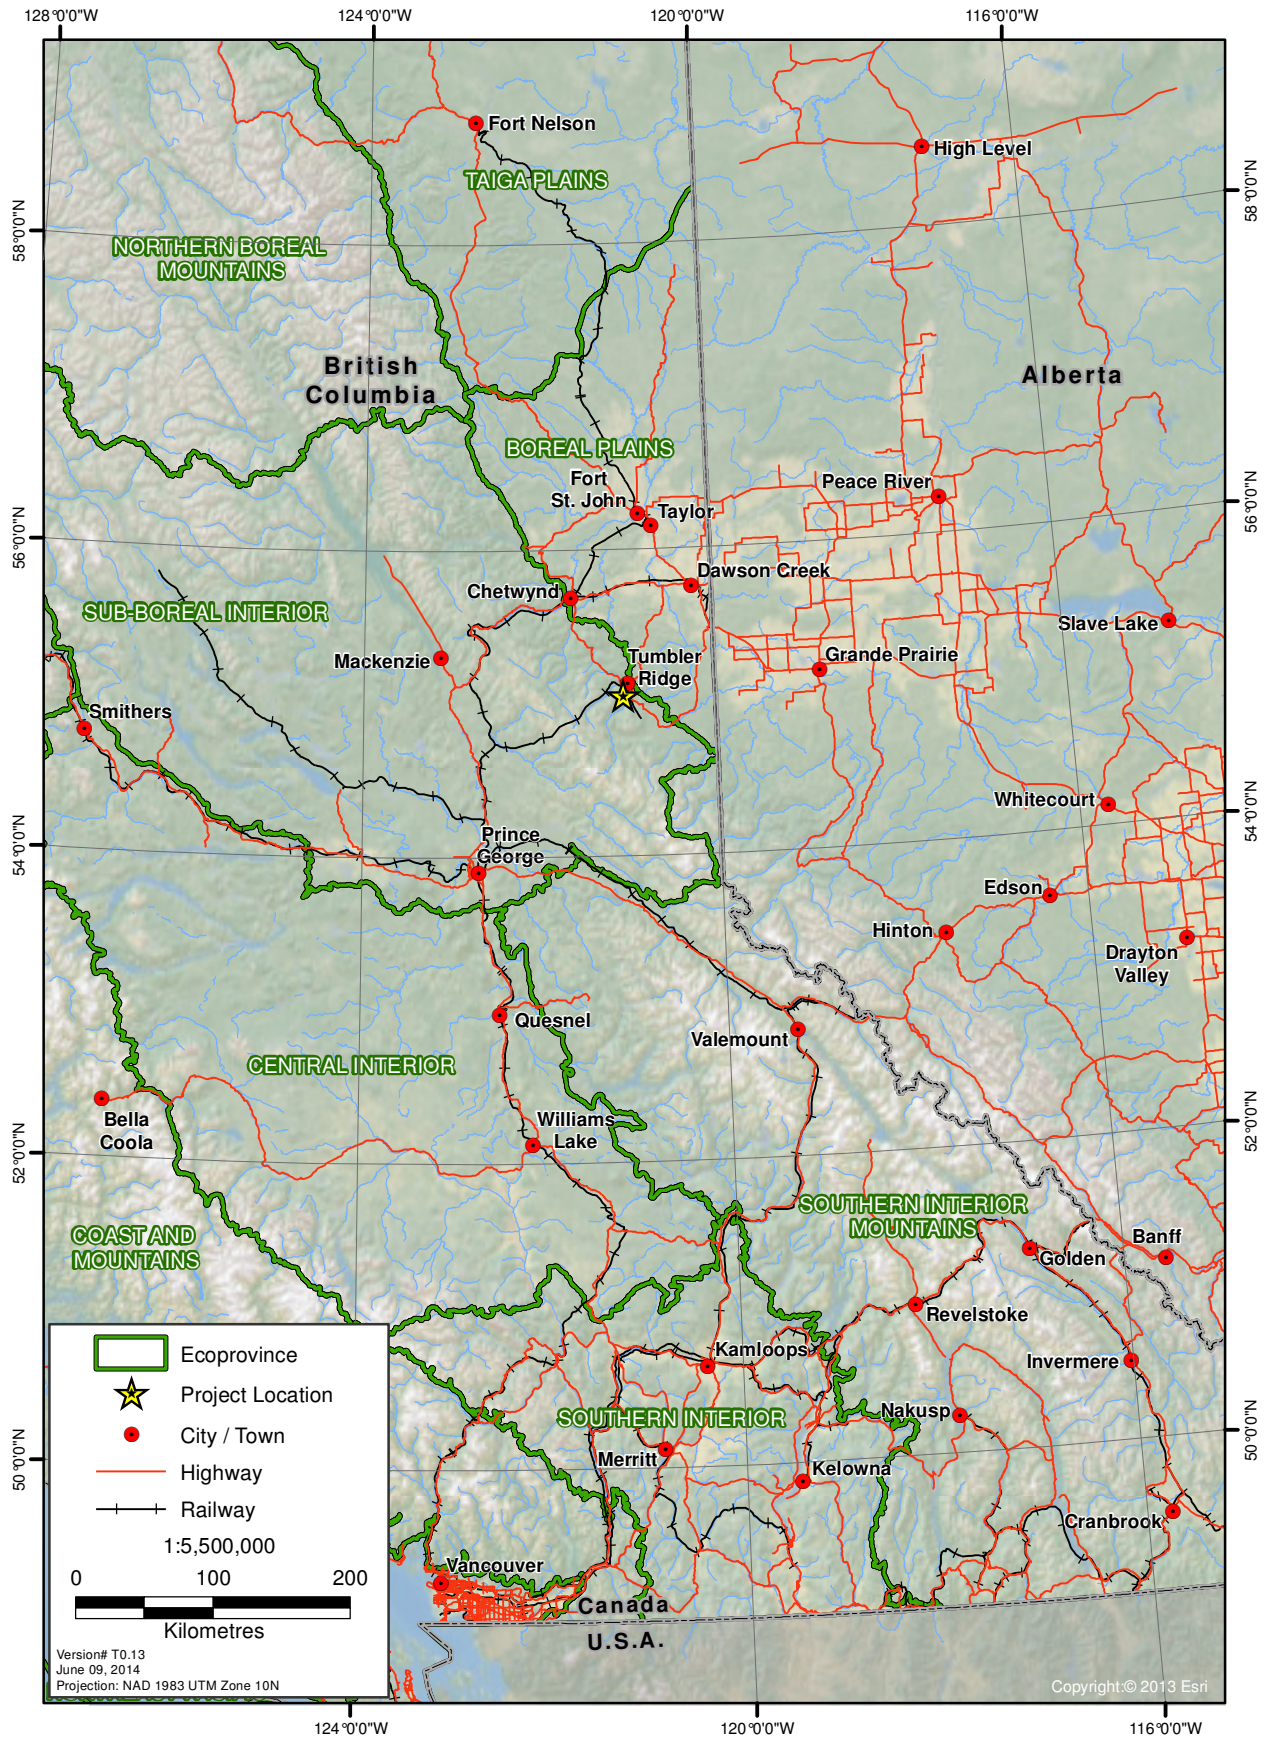 128°0'0"W
124°0'0"W
120°0'0"W
116°0'0"W
Fort Nelson
High Level
TAIGA PLAINS
58°0'0"N
58°0'0"N
NORTHERN BOREAL
MOUNTAINS
British
Columbia
Alberta
BOREAL PLAINS
Fort
St. John
Peace River
Taylor
56°0'0"N
56°0'0"N
Dawson Creek
Chetwynd
SUB-BOREAL INTERIOR
Slave Lake
Mackenzie
Tumbler
Ridge
Grande Prairie
Smithers
Whitecourt
54°0'0"N
54°0'0"N
Prince
George
Edson
Hinton
Drayton
Valley
Quesnel
Valemount
CENTRAL INTERIOR
Bella
Coola
Williams
Lake
52°0'0"N
52°0'0"N
SOUTHERN INTERIOR
MOUNTAINS
COAST AND
MOUNTAINS
Banff
Golden
Revelstoke
Kamloops
Invermere
Nakusp
SOUTHERN INTERIOR
50°0'0"N
50°0'0"N
Merritt
Kelowna
Cranbrook
Vancouver
Canada
U.S.A.
Ecoprovince
Project Location
City / Town
Highway
Railway
1:5,500,000
0 100 200
Kilometres
Version# T0.13
June 09, 2014
Projection: NAD 1983 UTM Zone 10N
Copyright:© 2013 Esri
124°0'0"W
120°0'0"W
116°0'0"W